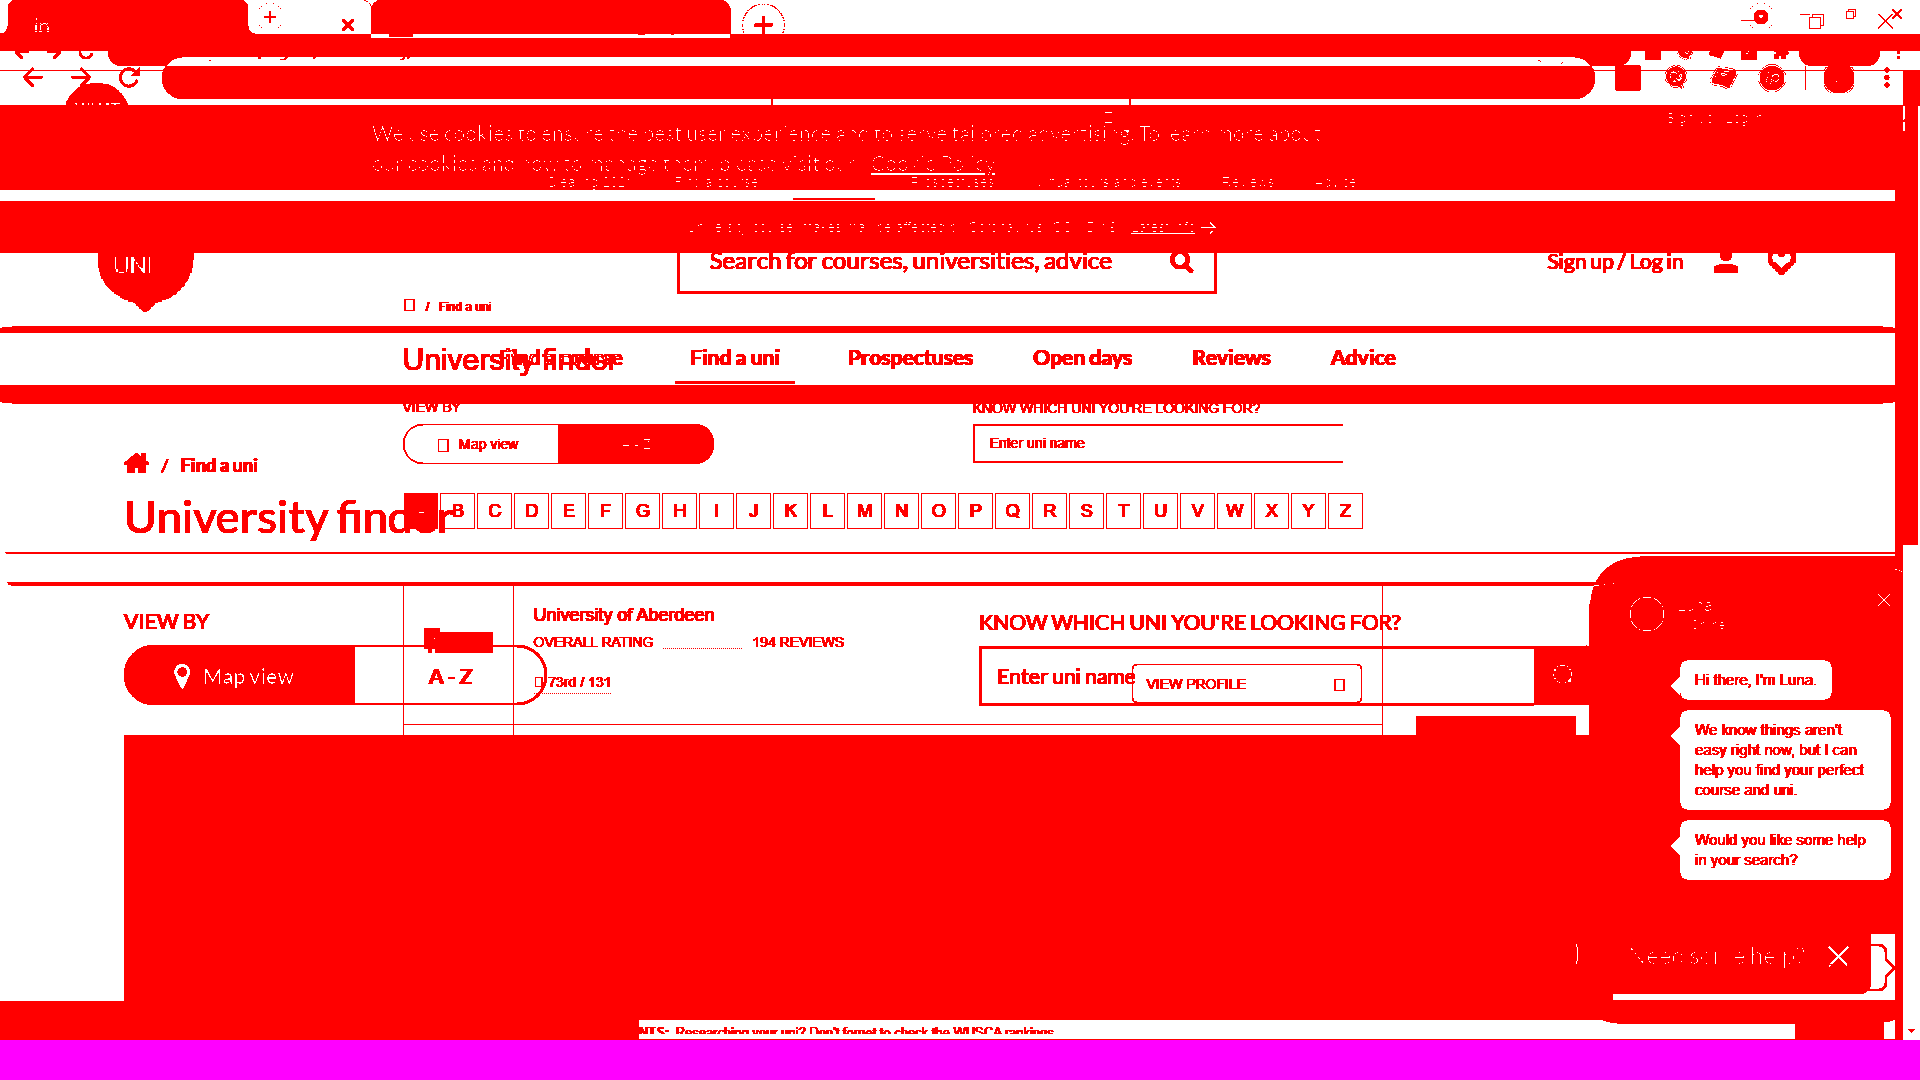 in
We use cookies to ensure the best user experience and to serve tailored advertising. To learn more about
our cookies and how to manage them, please visit our Cookie Policy
Prospectuses
Reviews
Latest info
UNI
Search for courses, universities, advice
Sign up / Log in
/ Find a uni
University finder
Find a uni
Prospectuses
Open days
Reviews
Advice
VIEW BY
KNOW WHICH UNI YOU'RE LOOKING FOR?
Map view
Enter uni name
/ Find a uni
University finder
B C D E F G H I J K L M N O P Q R S T U V W X Y Z
University of Aberdeen
VIEW BY
OVERALL RATING
194 REVIEWS
KNOW WHICH UNI YOU'RE LOOKING FOR?
Map view
A - Z
73rd / 131
Enter uni name
VIEW PROFILE
Luna
Hi there, I'm Luna.
We know things aren't
easy right now, but I can
help you find your perfect
course and uni.
Would you like some help
in your search?
Need some help?
NTS: Researching your uni? Don't forget to check the WUSCA rankings